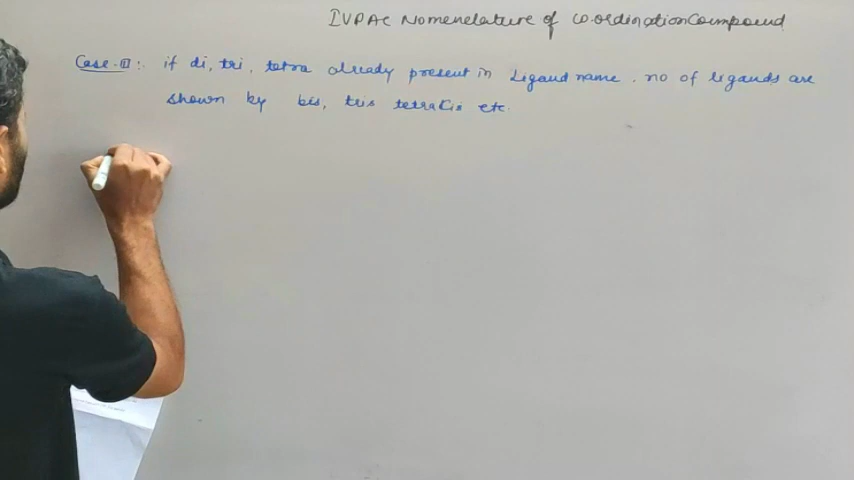 IUPAC Nomenclature of Co-ordination Compound
Case-II :- if di, tri, tetra already present in Ligand name. no of ligands are
shown by bis, tris tetrakis etc.